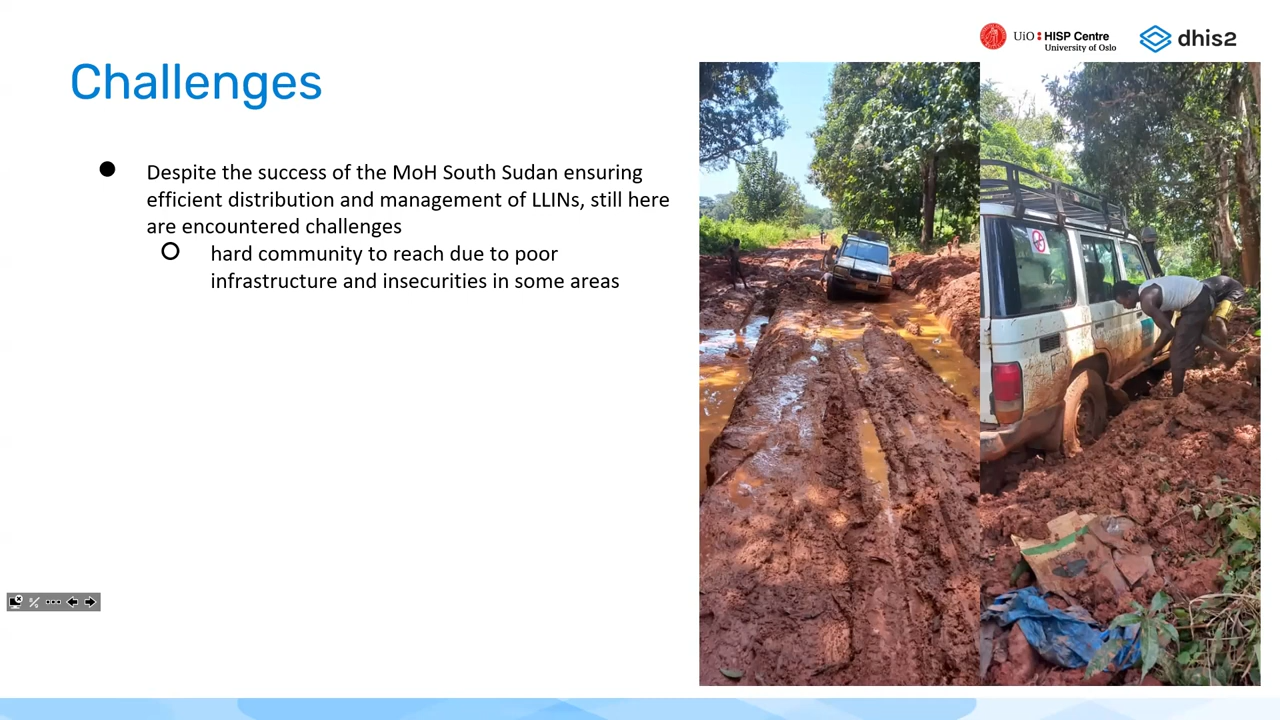 UiO HISP Centre
University of Oslo
dhis2
Challenges
Despite the success of the MoH South Sudan ensuring
efficient distribution and management of LLINs, still here
are encountered challenges
hard community to reach due to poor
infrastructure and insecurities in some areas